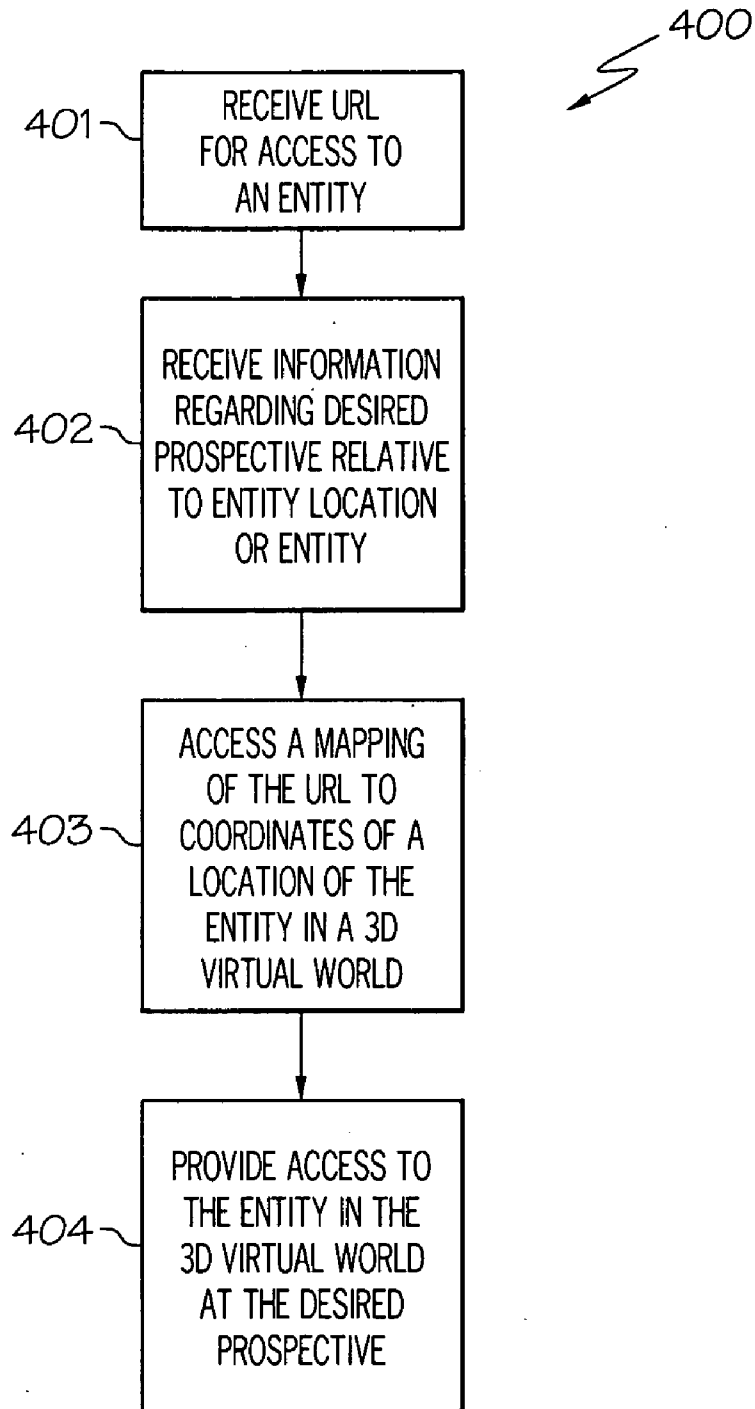 400
401
RECEIVE URL
FOR ACCESS TO
AN ENTITY
402
RECEIVE INFORMATION
REGARDING DESIRED
PROSPECTIVE RELATIVE
TO ENTITY LOCATION
OR ENTITY
403
ACCESS A MAPPING
OF THE URL TO
COORDINATES OF A
LOCATION OF THE
ENTITY IN A 3D
VIRTUAL WORLD
404
PROVIDE ACCESS TO
THE ENTITY IN THE
3D VIRTUAL WORLD
AT THE DESIRED
PROSPECTIVE